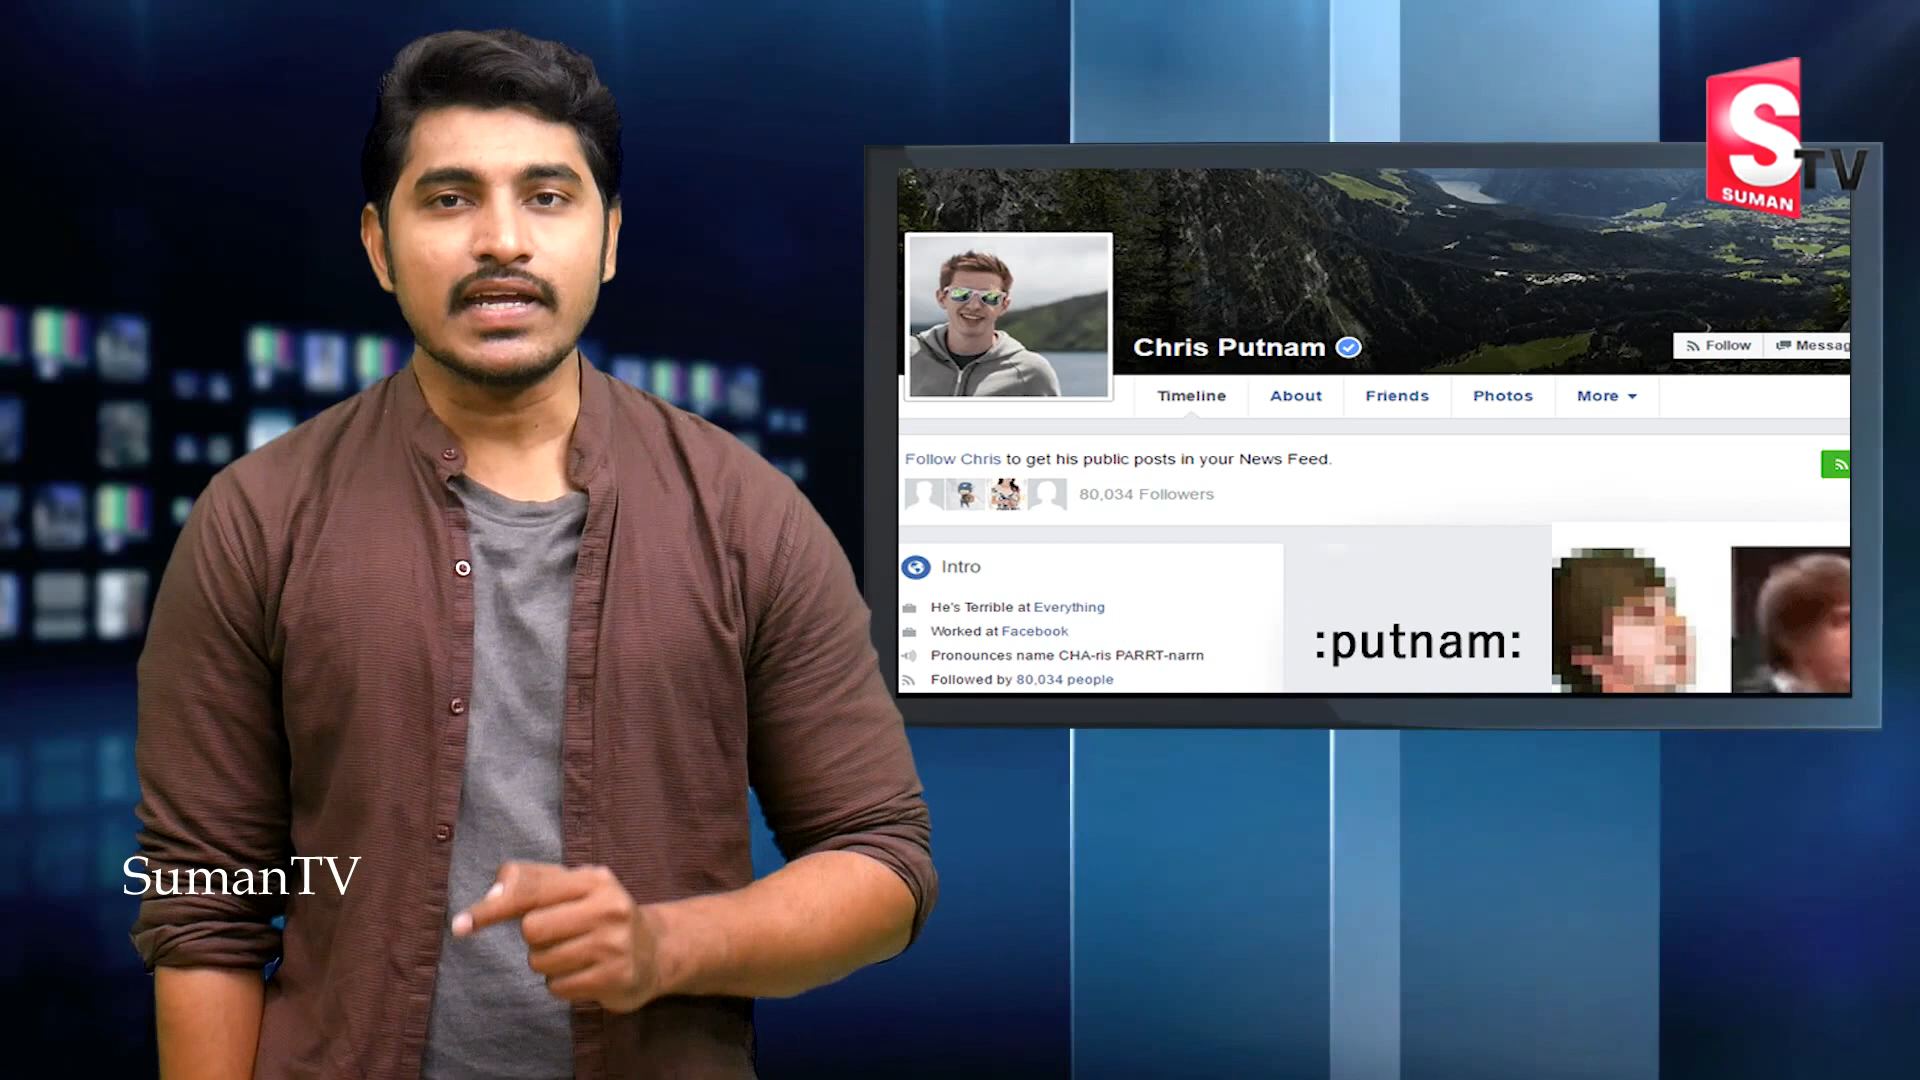 S
TV
SUMAN
Chris Putnam
Follow
Messag
Timeline
About
Friends
Photos
More
Follow Chris to get his public posts in your News Feed.
80,034 Followers
Intro
He's Terrible at Everything
Worked at Facebook
Pronounces name CHA-ris PARRT-narrn
Followed by 80,034 people
:putnam:
SumanTV